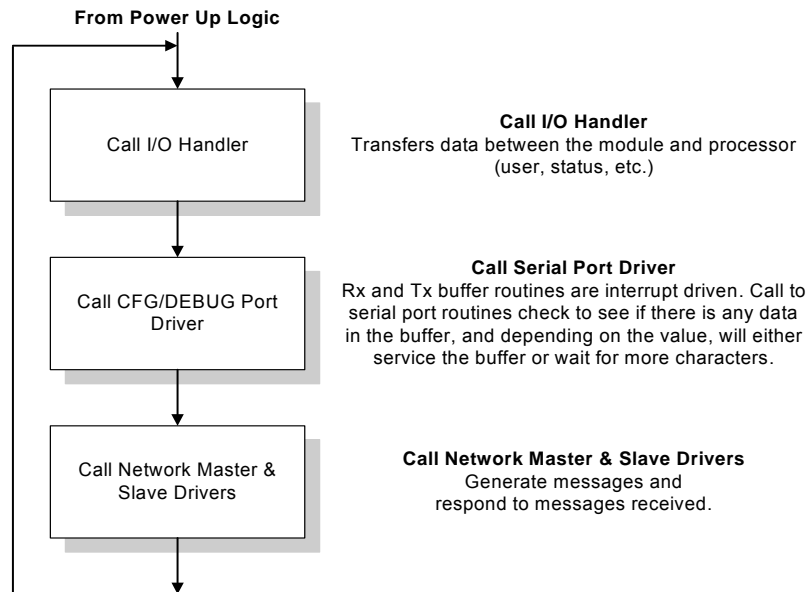 From Power Up Logic
Call I/O Handler
Call I/O Handler
Transfers data between the module and processor
(user, status, etc.)
Call CFG/DEBUG Port
Driver
Call Serial Port Driver
Rx and Tx buffer routines are interrupt driven. Call to
serial port routines check to see if there is any data
in the buffer, and depending on the value, will either
service the buffer or wait for more characters.
Call Network Master &
Slave Drivers
Call Network Master & Slave Drivers
Generate messages and
respond to messages received.